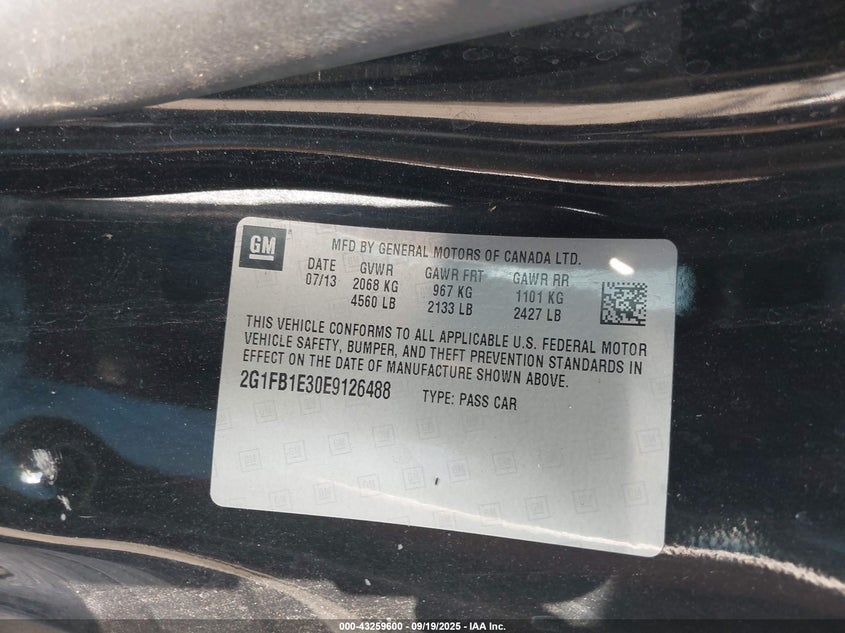 GM
MFD BY GENERAL MOTORS OF CANADA LTD.
DATE GVWR GAWR FRT GAWR RR
07/13 2068 KG 967 KG 1101 KG
4560 LB 2133 LB 2427 LB
THIS VEHICLE CONFORMS TO ALL APPLICABLE U.S. FEDERAL MOTOR
VEHICLE SAFETY, BUMPER, AND THEFT PREVENTION STANDARDS IN
EFFECT ON THE DATE OF MANUFACTURE SHOWN ABOVE.
2G1FB1E30E9126488 TYPE: PASS CAR
000-43259600 - 09/19/2025 - IAA Inc.